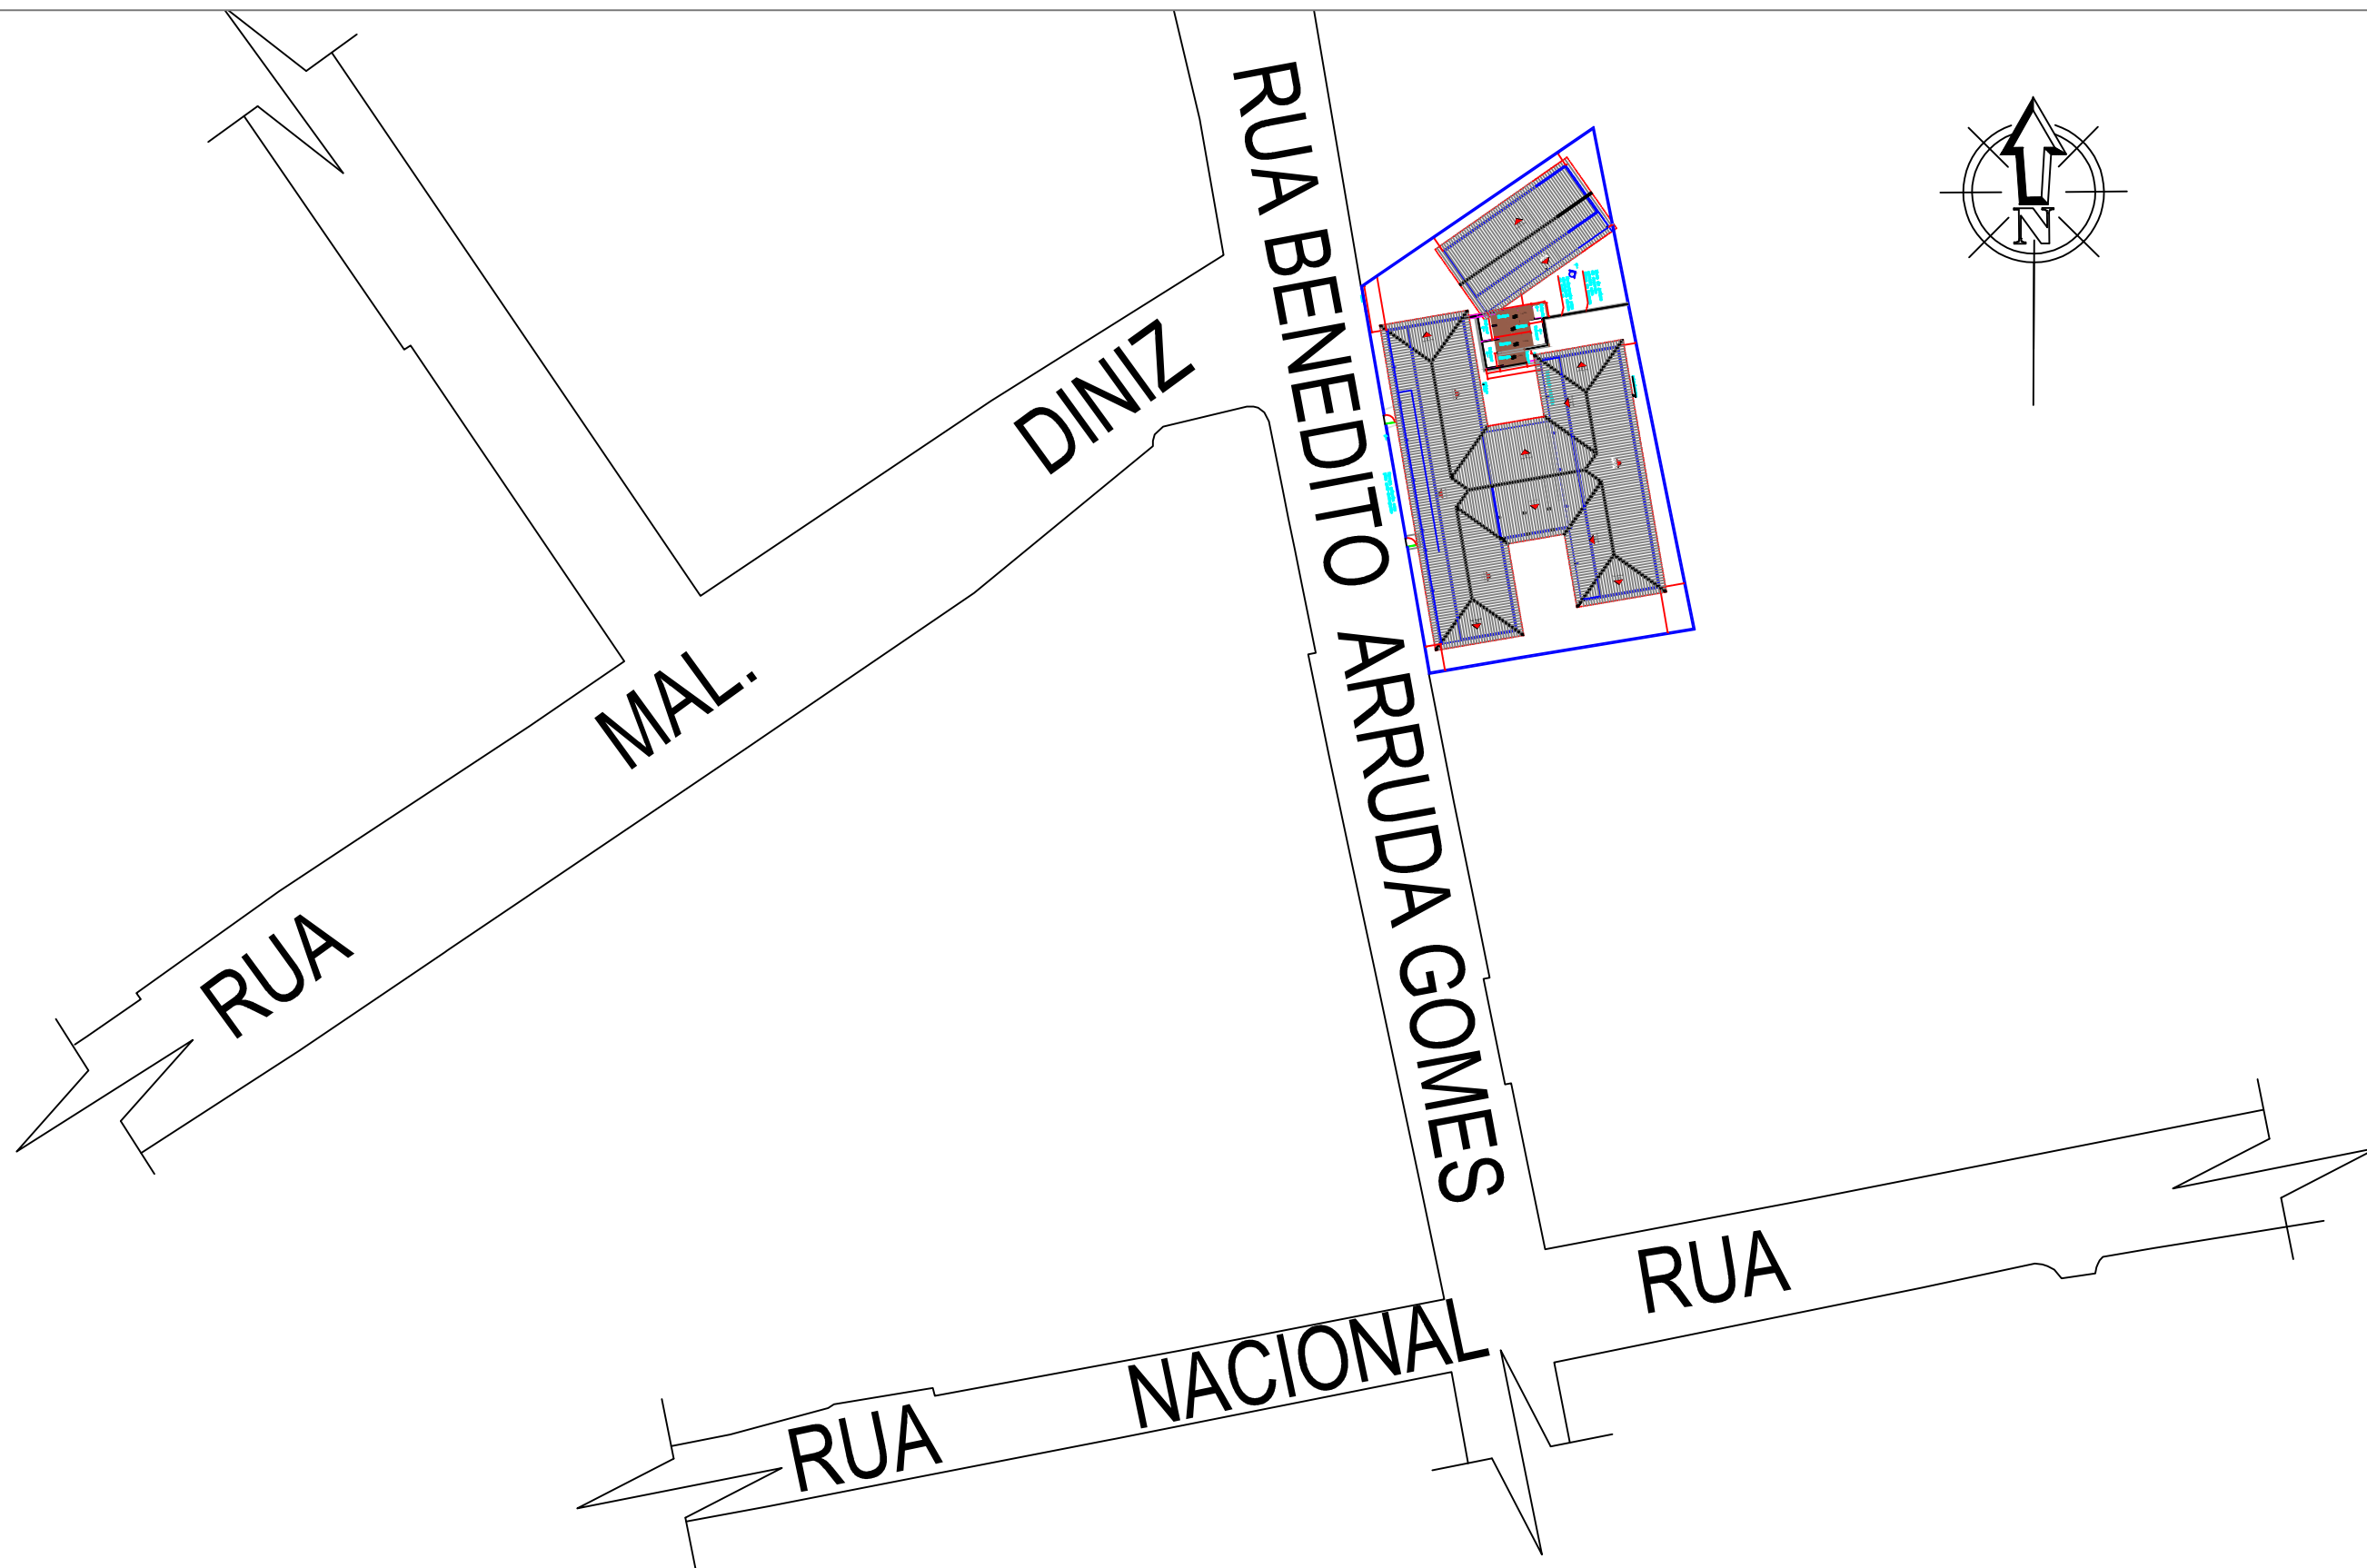 RUA BENEDITO ARRUDA GOMES
N
RUA MAL. DINIZ
RUA NACIONAL
RUA